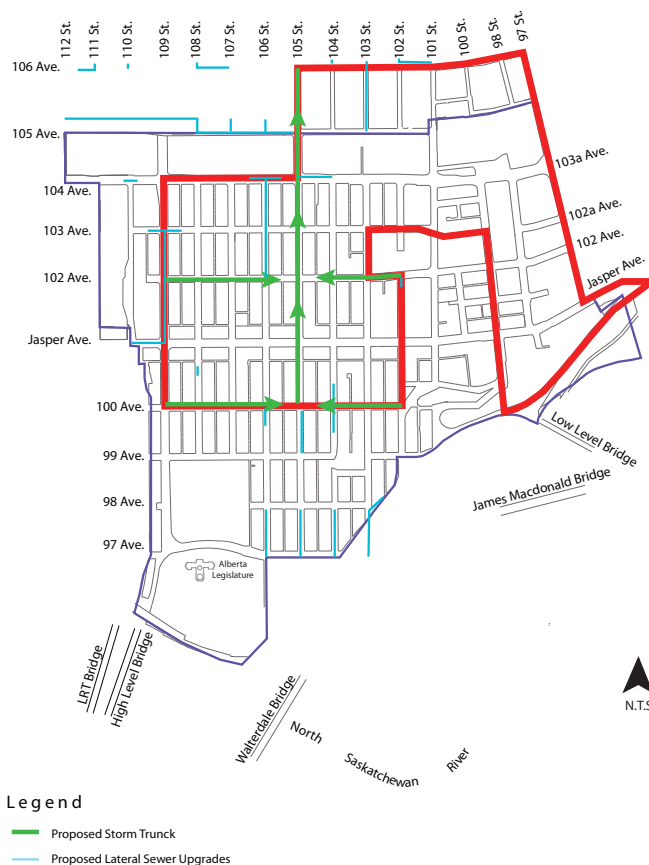 112 St.
111 St.
110 St.
109 St.
108 St.
107 St.
106 St.
105 St.
104 St.
103 St.
102 St.
101 St.
100 St.
98 St.
97 St.
106 Ave.
105 Ave.
104 Ave.
103 Ave.
102 Ave.
Jasper Ave.
100 Ave.
99 Ave.
98 Ave.
97 Ave.
103a Ave.
102a Ave.
102 Ave.
Jasper Ave.
Low Level Bridge
James Macdonald Bridge
Alberta
Legislature
LRT Bridge
High Level Bridge
Walterdale Bridge
North
Saskatchewan
River
N.T.S
Legend
Proposed Storm Trunck
Proposed Lateral Sewer Upgrades